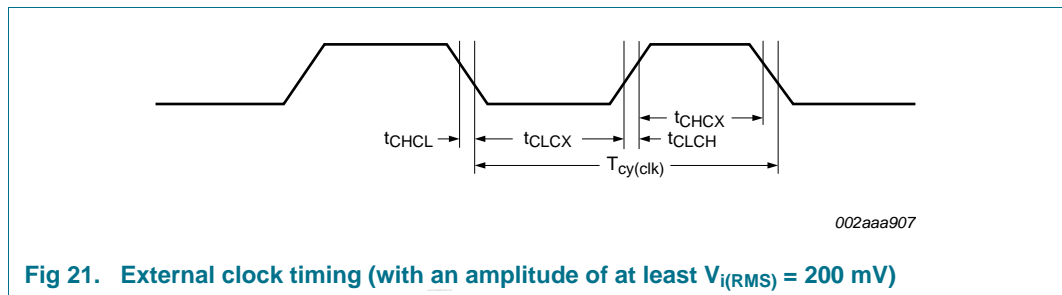 tCHCX
tCHCL tCLCX tCLCH
Tcy(clk)
002aaa907
Fig 21. External clock timing (with an amplitude of at least Vi(RMS) = 200 mV)